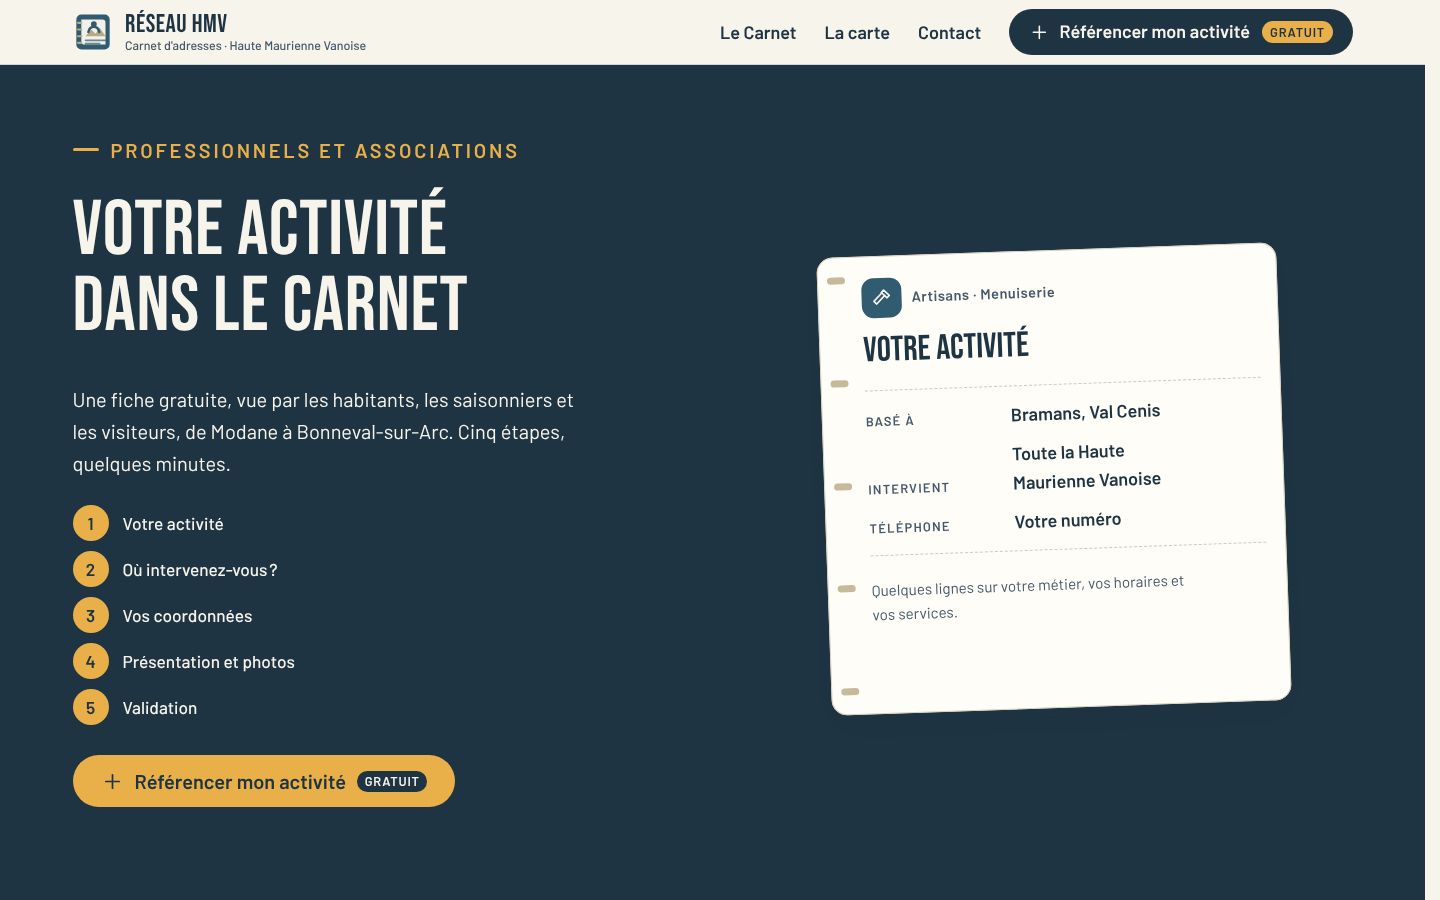 RÉSEAU HMV
Carnet d'adresses · Haute Maurienne Vanoise
Le Carnet
La carte
Contact
Référencer mon activité GRATUIT
PROFESSIONNELS ET ASSOCIATIONS
VOTRE ACTIVITÉ
DANS LE CARNET
Une fiche gratuite, vue par les habitants, les saisonniers et
les visiteurs, de Modane à Bonneval-sur-Arc. Cinq étapes,
quelques minutes.
1 Votre activité
2 Où intervenez-vous ?
3 Vos coordonnées
4 Présentation et photos
5 Validation
Référencer mon activité GRATUIT
Artisans · Menuiserie
VOTRE ACTIVITÉ
BASÉ À Bramans, Val Cenis
INTERVIENT Toute la Haute
Maurienne Vanoise
TÉLÉPHONE Votre numéro
Quelques lignes sur votre métier, vos horaires et
vos services.